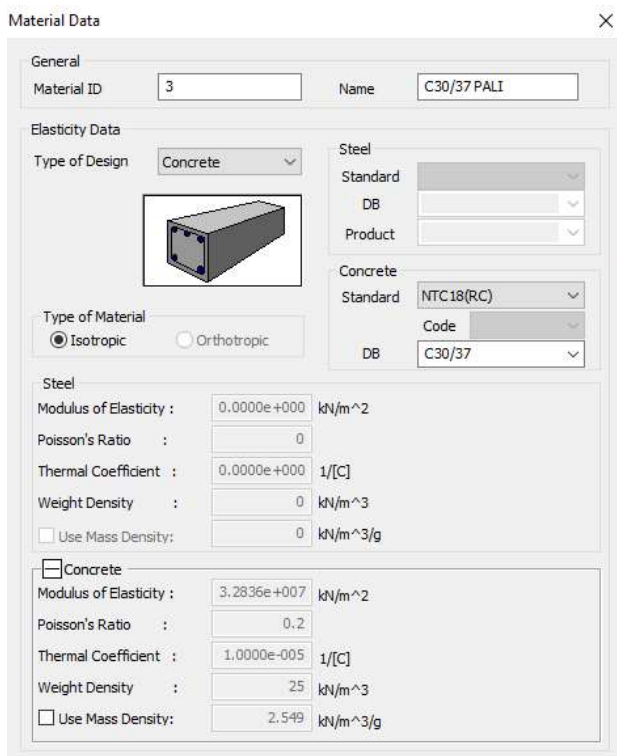 Material Data
General
Material ID 3 Name C30/37 PALI
Elasticity Data
Type of Design Concrete
Steel
Standard
DB
Product
Concrete
Standard NTC18(RC)
Code
DB C30/37
Type of Material
Isotropic Orthotropic
Steel
Modulus of Elasticity : 0.0000e+000 kN/m^2
Poisson's Ratio : 0
Thermal Coefficient : 0.0000e+000 1/[C]
Weight Density : 0 kN/m^3
Use Mass Density: 0 kN/m^3/g
Concrete
Modulus of Elasticity : 3.2836e+007 kN/m^2
Poisson's Ratio : 0.2
Thermal Coefficient : 1.0000e-005 1/[C]
Weight Density : 25 kN/m^3
Use Mass Density: 2.549 kN/m^3/g